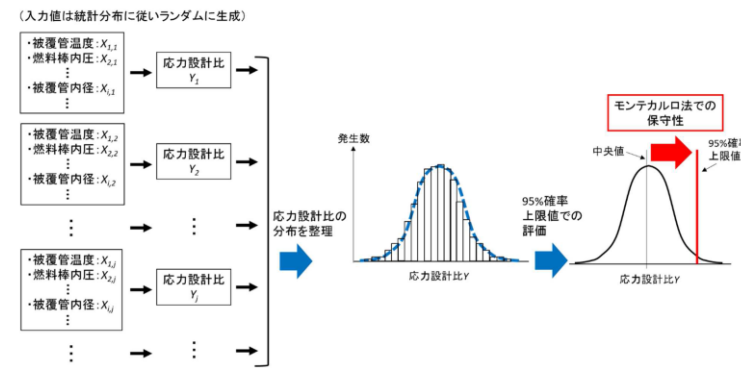 （入力値は統計分布に従いランダムに生成）
・被覆管温度：X1,1
・燃料棒内圧：X2,1
⋮
・被覆管内径：Xi,1
⋮
応力設計比
Y1
・被覆管温度：X1,2
・燃料棒内圧：X2,2
⋮
・被覆管内径：Xi,2
⋮
応力設計比
Y2
⋮
⋮
・被覆管温度：X1,j
・燃料棒内圧：X2,j
⋮
・被覆管内径：Xi,j
⋮
応力設計比
Yj
⋮
⋮
応力設計比の
分布を整理
発生数
応力設計比Y
95%確率
上限値での
評価
モンテカルロ法での
保守性
中央値
95%確率
上限値
応力設計比Y